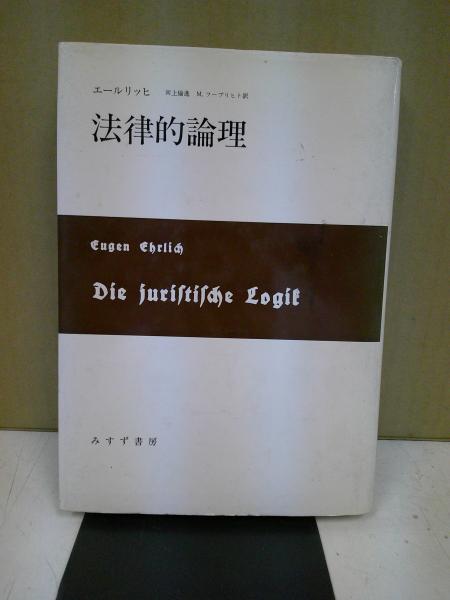 エールリッヒ 河上倫逸 M.フーブリヒト訳
法律的論理
Eugen Ehrlich
Die juriſtiſche Logik
みすず書房